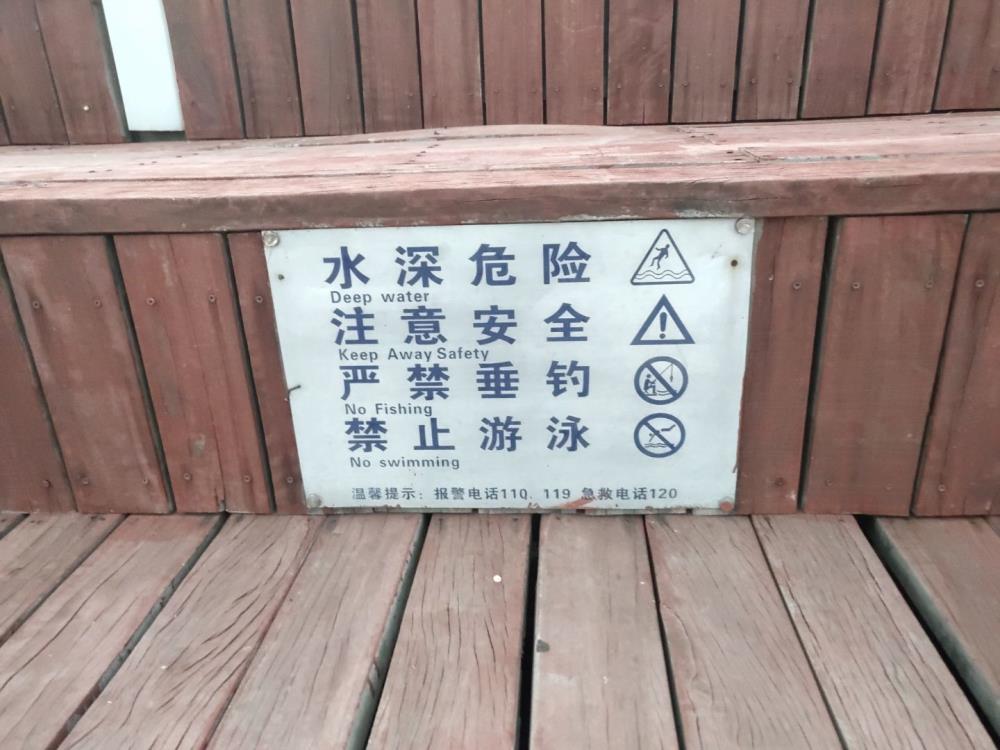 水深危险
Deep water
注意安全
Keep Away Safety
严禁垂钓
No Fishing
禁止游泳
No swimming
温馨提示：报警电话110、119 急救电话120